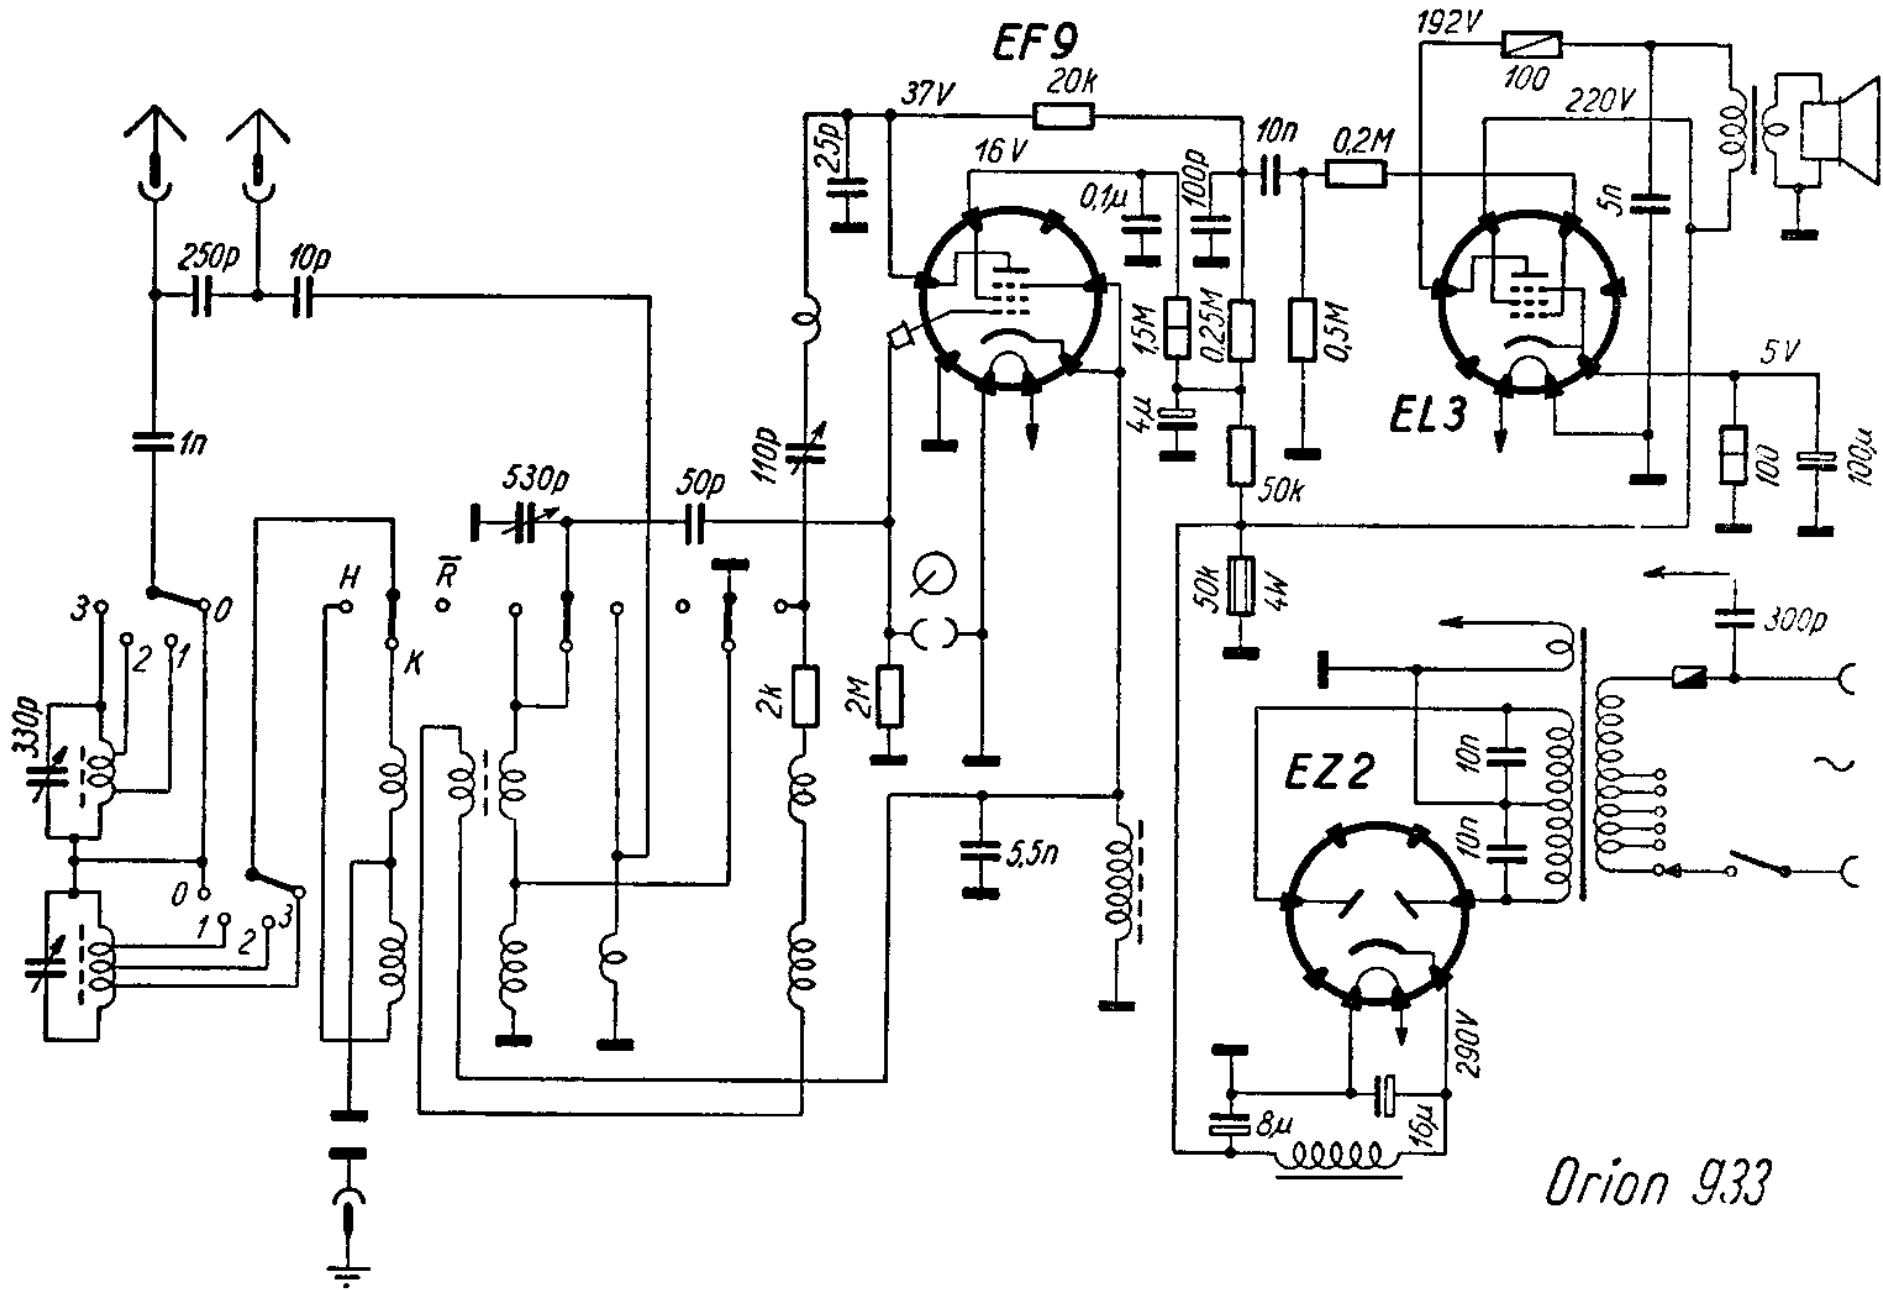 EF9
192V
100
220V
20k
37V
25p
16V
0,1µ
100p
10n
0,2M
5n
250p
10p
1,5M
0,25M
0,5M
5V
EL3
4µ
50k
100
100µ
1n
110p
530p
50p
H
R̅
K
3
2
1
0
50k
4W
300p
330p
2k
2M
10n
EZ2
10n
~
5,5n
0
1
2
3
290V
8µ
16µ
Orion 933